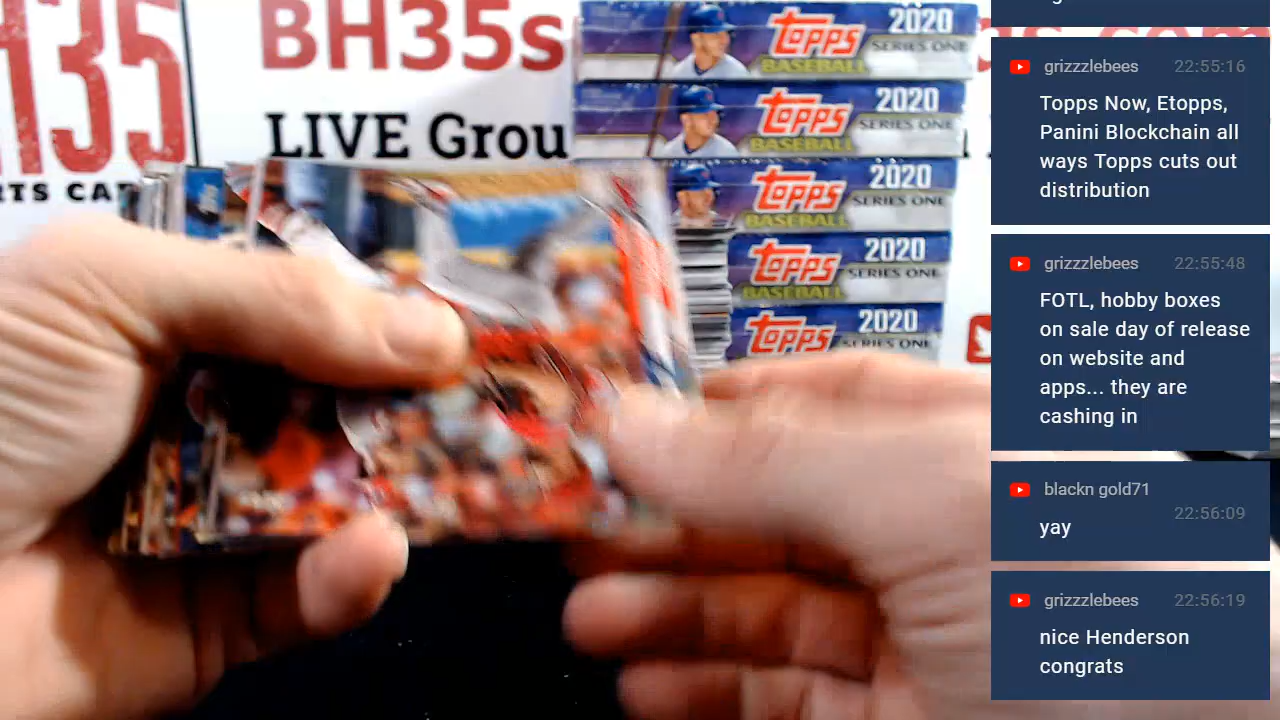 H35
RTS CAR
BH35s
LIVE Grou
2020
Topps
SERIES ONE
BASEBALL
2020
Topps
SERIES ONE
BASEBALL
2020
Topps
SERIES ONE
BASEBALL
2020
Topps
SERIES ONE
BASEBALL
2020
Topps
SERIES ONE
grizzzlebees 22:55:16
Topps Now, Etopps,
Panini Blockchain all
ways Topps cuts out
distribution
grizzzlebees 22:55:48
FOTL, hobby boxes
on sale day of release
on website and
apps... they are
cashing in
blackn gold71
22:56:09
yay
grizzzlebees 22:56:19
nice Henderson
congrats